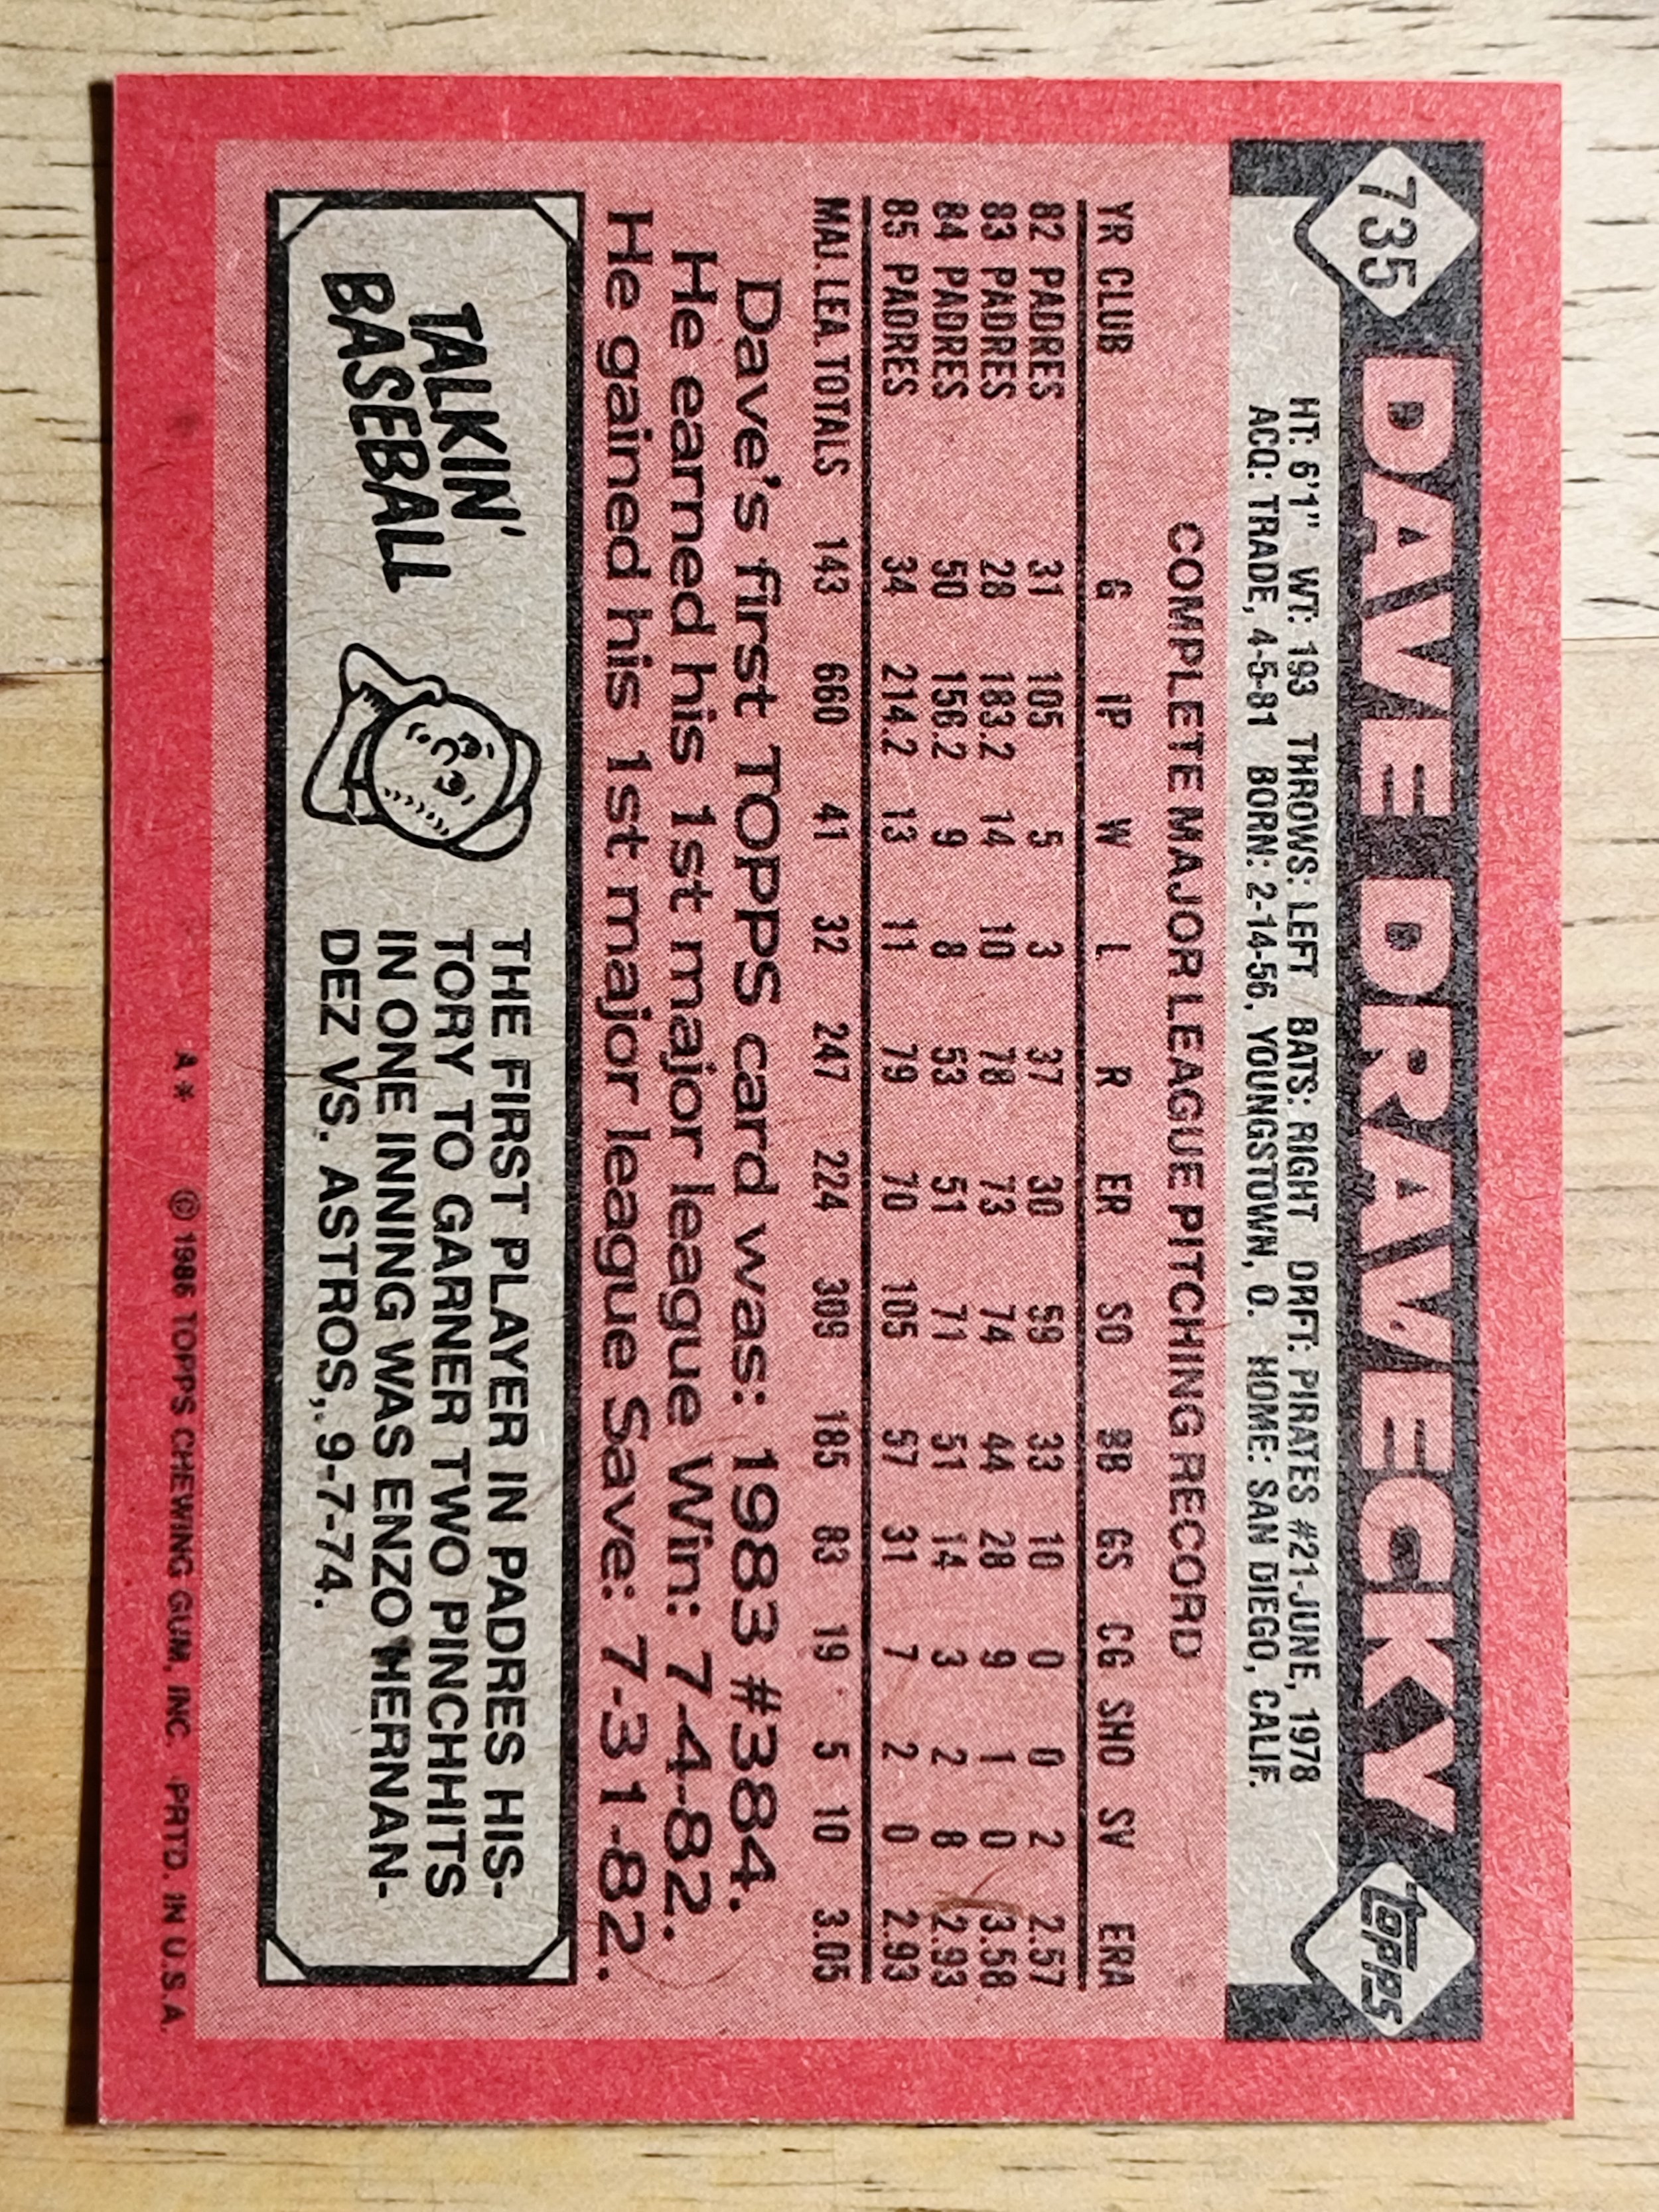 735 DAVE DRAVECKY TOPPS
HT: 6'1" WT: 193 THROWS: LEFT BATS: RIGHT DRFT: PIRATES #21-JUNE, 1978
ACQ: TRADE, 4-5-81 BORN: 2-14-56, YOUNGSTOWN, O. HOME: SAN DIEGO, CALIF.
COMPLETE MAJOR LEAGUE PITCHING RECORD
YR CLUB G IP W L R ER SO BB GS CG SHO SV ERA
82 PADRES 31 105 5 3 37 30 59 33 10 0 0 2 2.57
83 PADRES 28 183.2 14 10 78 73 74 44 28 9 1 0 3.58
84 PADRES 50 156.2 9 8 53 51 71 51 14 3 2 8 2.93
85 PADRES 34 214.2 13 11 79 70 105 57 31 7 2 0 2.93
MAJ. LEA. TOTALS 143 660 41 32 247 224 309 185 83 19 5 10 3.05
Dave's first TOPPS card was: 1983 #384.
He earned his 1st major league Win: 7-4-82.
He gained his 1st major league Save: 7-31-82.
TALKIN'
BASEBALL
THE FIRST PLAYER IN PADRES HIS-
TORY TO GARNER TWO PINCHHITS
IN ONE INNING WAS ENZO HERNAN-
DEZ VS. ASTROS, 9-7-74.
A* © 1986 TOPPS CHEWING GUM, INC. PRTD. IN U.S.A.